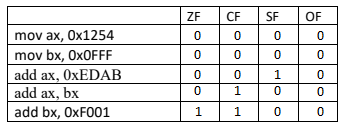 ZF CF SF OF
mov ax, 0x1254 0 0 0 0
mov bx, 0x0FFF 0 0 0 0
add ax, 0xEDAB 0 0 1 0
add ax, bx 0 1 0 0
add bx, 0xF001 1 1 0 0